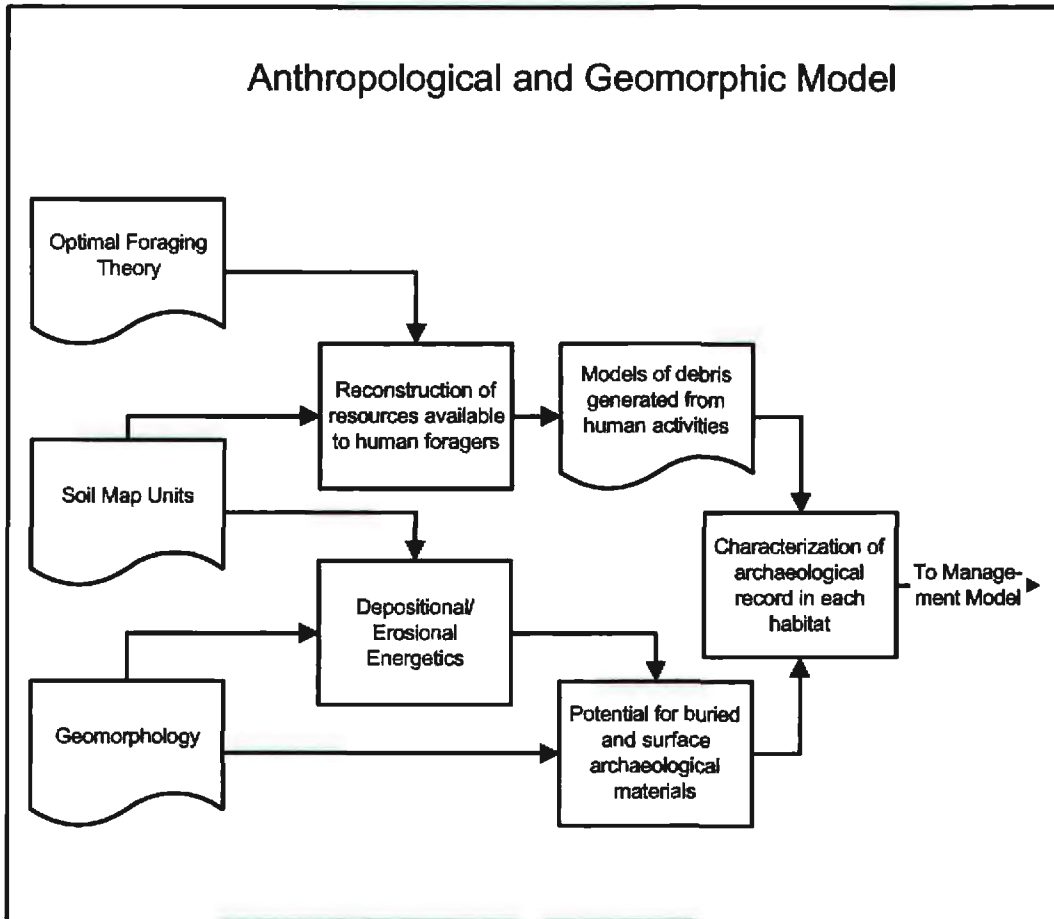 Anthropological and Geomorphic Model
Optimal Foraging
Theory
Reconstruction of
resources available
to human foragers
Models of debris
generated from
human activities
Soil Map Units
Characterization of
archaeological
record in each
habitat
To Manage-
ment Model
Depositional/
Erosional
Energetics
Geomorphology
Potential for buried
and surface
archaeological
materials